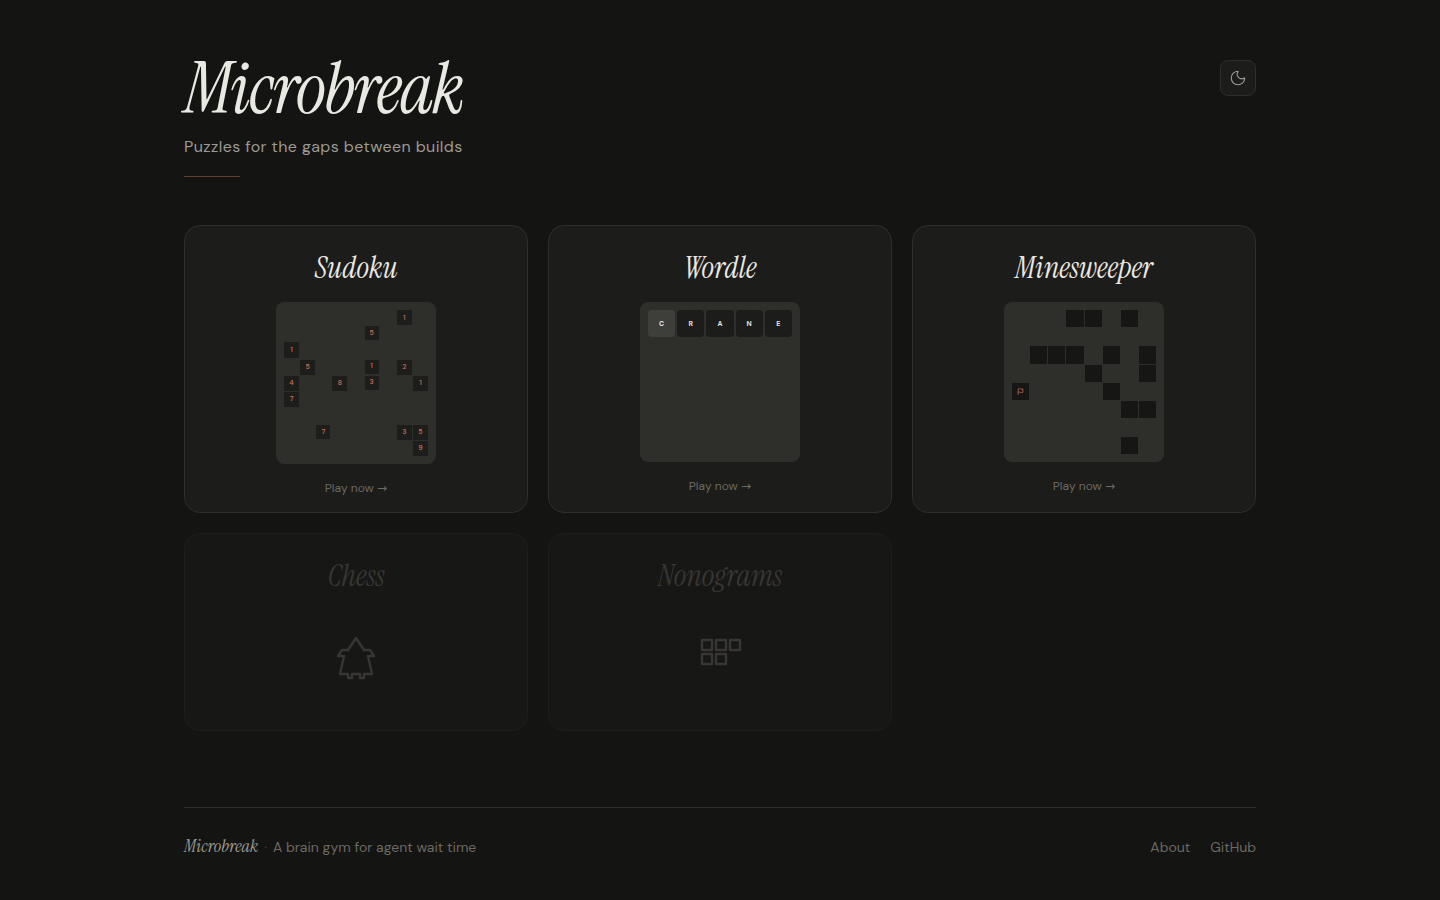 Microbreak
Puzzles for the gaps between builds
Sudoku
1
5
1
5 1 2
4 8 3 1
7
7 3 5
9
Play now →
Wordle
C R A N E
Play now →
Minesweeper
Play now →
Chess
Nonograms
Microbreak · A brain gym for agent wait time
About GitHub